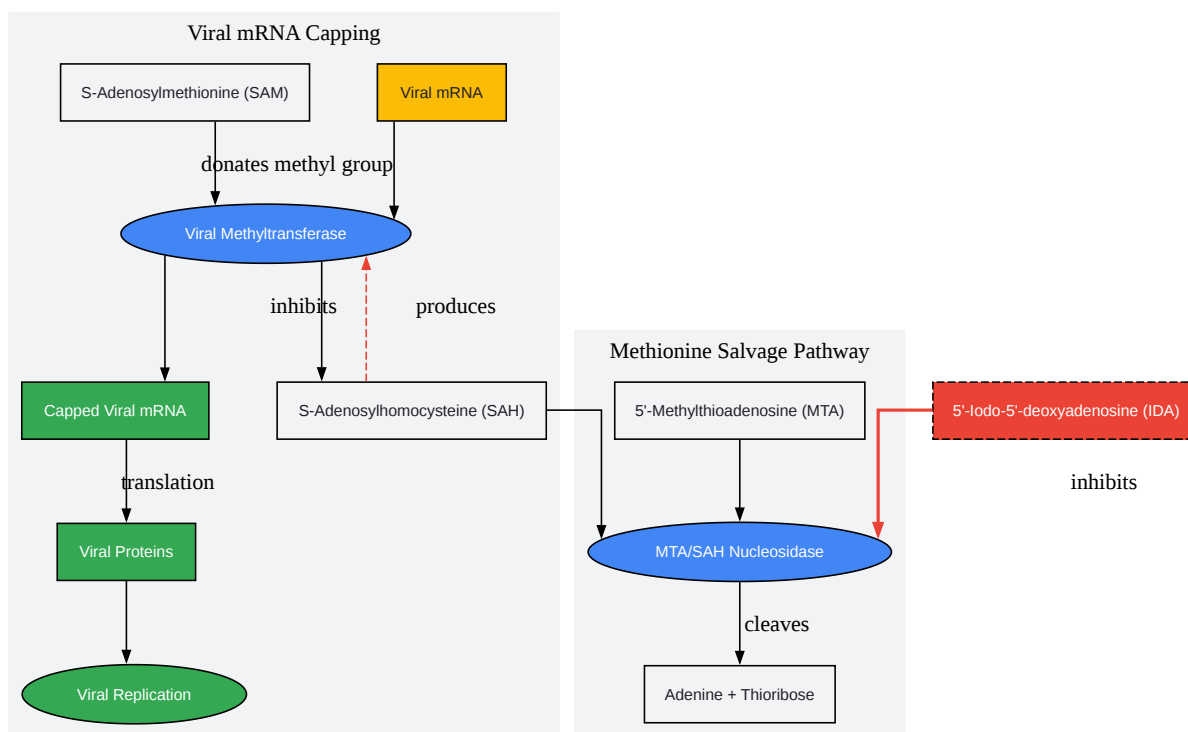 Viral mRNA Capping
S-Adenosylmethionine (SAM)
Viral mRNA
donates methyl group
Viral Methyltransferase
inhibits
produces
Methionine Salvage Pathway
Capped Viral mRNA
S-Adenosylhomocysteine (SAH)
5'-Methylthioadenosine (MTA)
5'-Iodo-5'-deoxyadenosine (IDA)
translation
inhibits
Viral Proteins
MTA/SAH Nucleosidase
cleaves
Viral Replication
Adenine + Thioribose